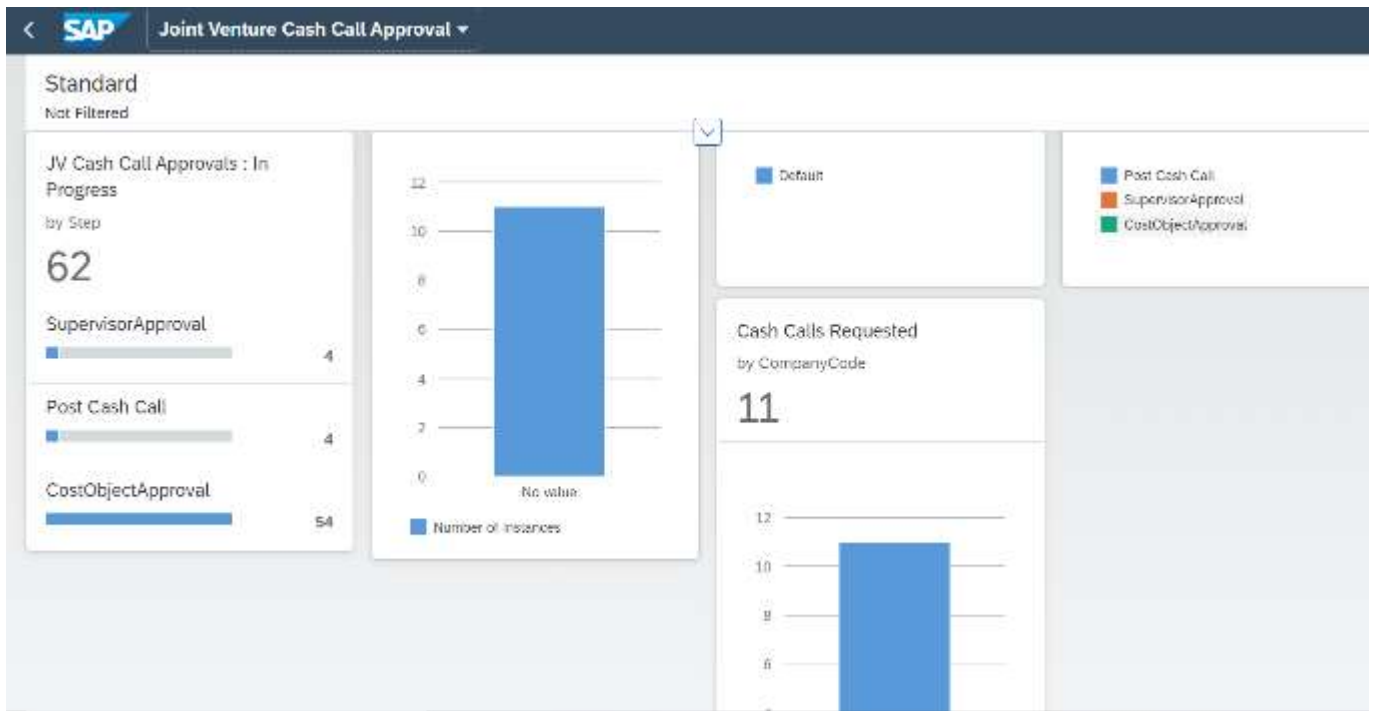 SAP
Joint Venture Cash Call Approval
Standard
Not Filtered
JV Cash Call Approvals : In
Progress
by Step
62
SupervisorApproval
4
Post Cash Call
4
CostObjectApproval
54
12
10
8
6
4
2
0
No value
Number of Instances
Default
Cash Calls Requested
by CompanyCode
11
12
10
8
6
Post Cash Call
SupervisorApproval
CostObjectApproval